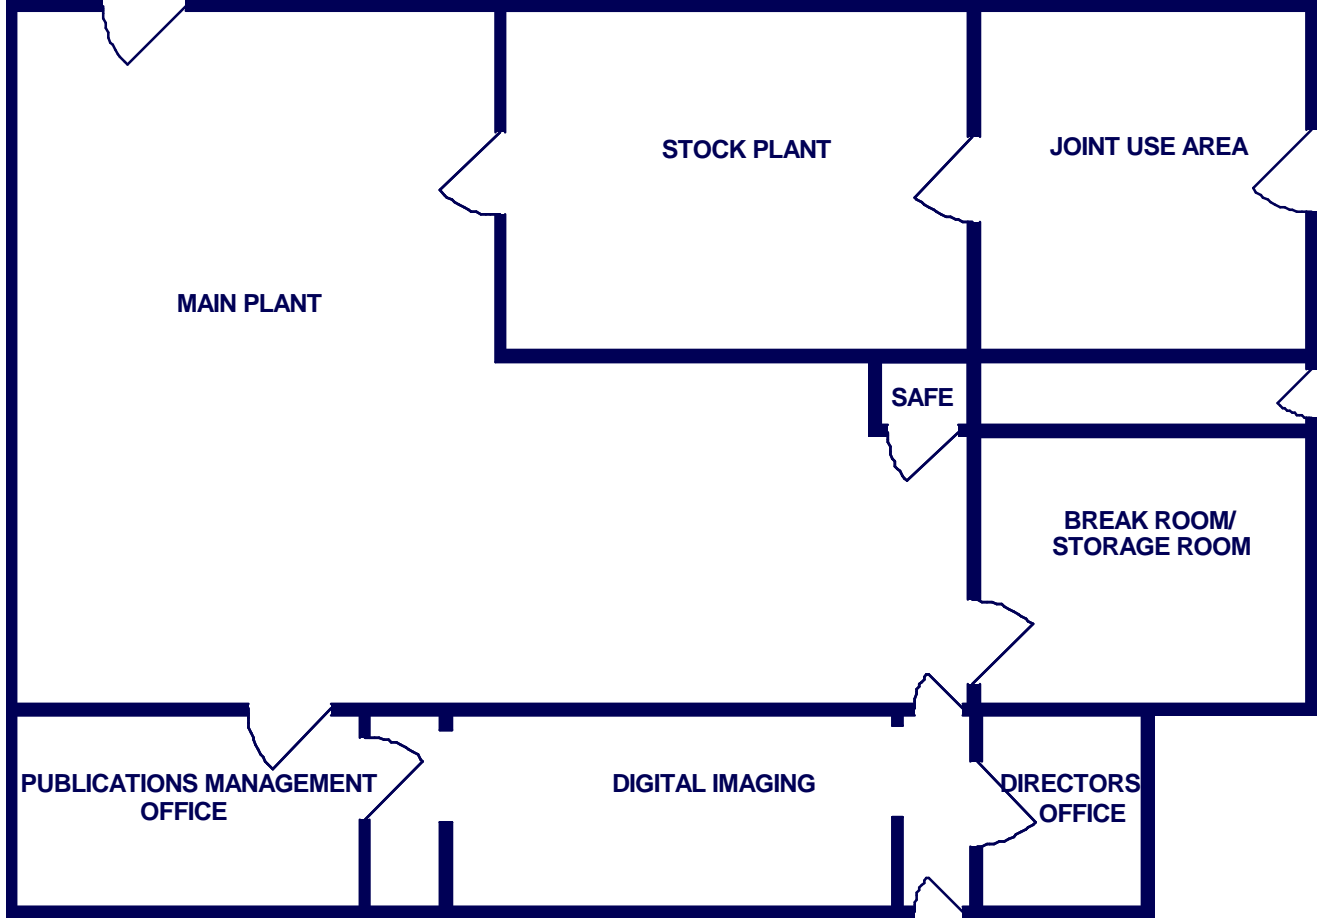 STOCK PLANT
JOINT USE AREA
MAIN PLANT
SAFE
BREAK ROOM/
STORAGE ROOM
PUBLICATIONS MANAGEMENT
OFFICE
DIGITAL IMAGING
DIRECTORS
OFFICE